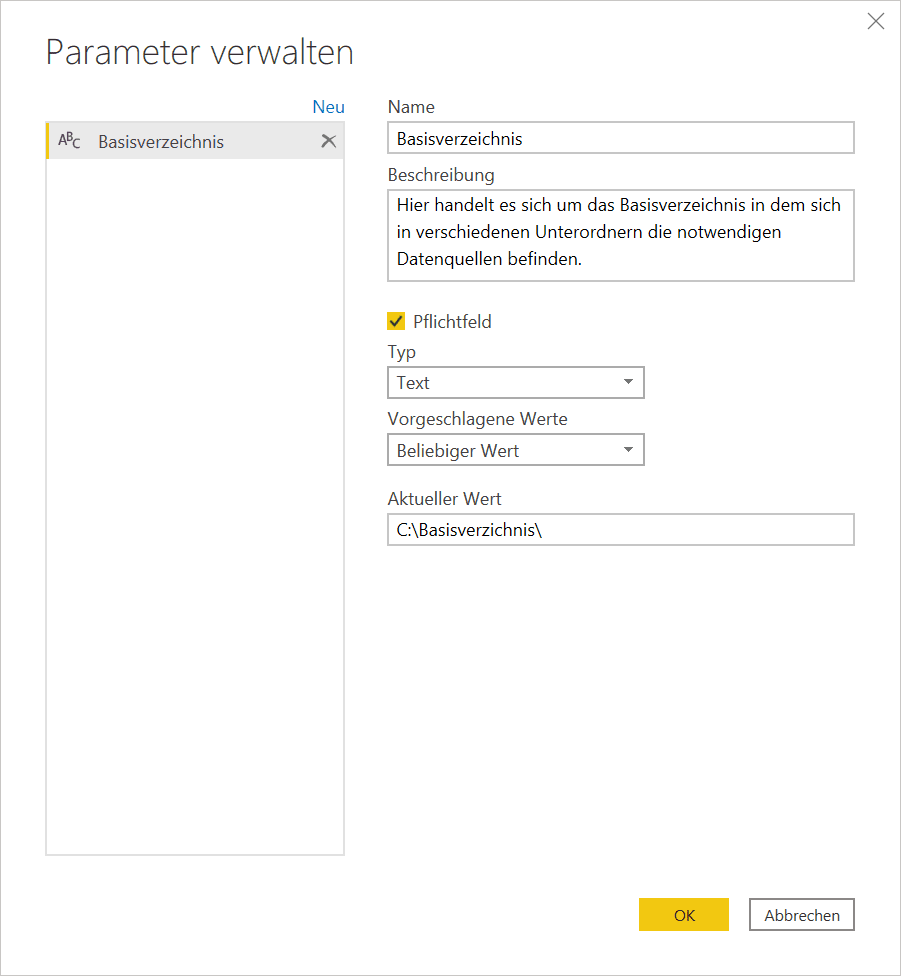 Parameter verwalten
Neu
ABC Basisverzeichnis
Name
Basisverzeichnis
Beschreibung
Hier handelt es sich um das Basisverzeichnis in dem sich
in verschiedenen Unterordnern die notwendigen
Datenquellen befinden.
Pflichtfeld
Typ
Text
Vorgeschlagene Werte
Beliebiger Wert
Aktueller Wert
C:\Basisverzichnis\
OK
Abbrechen